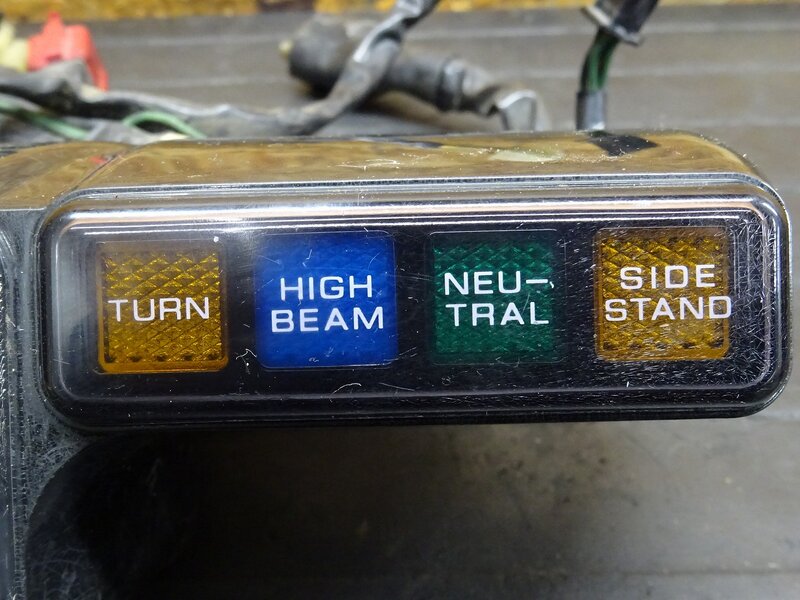 TURN
HIGH
BEAM
NEU-
TRAL
SIDE
STAND